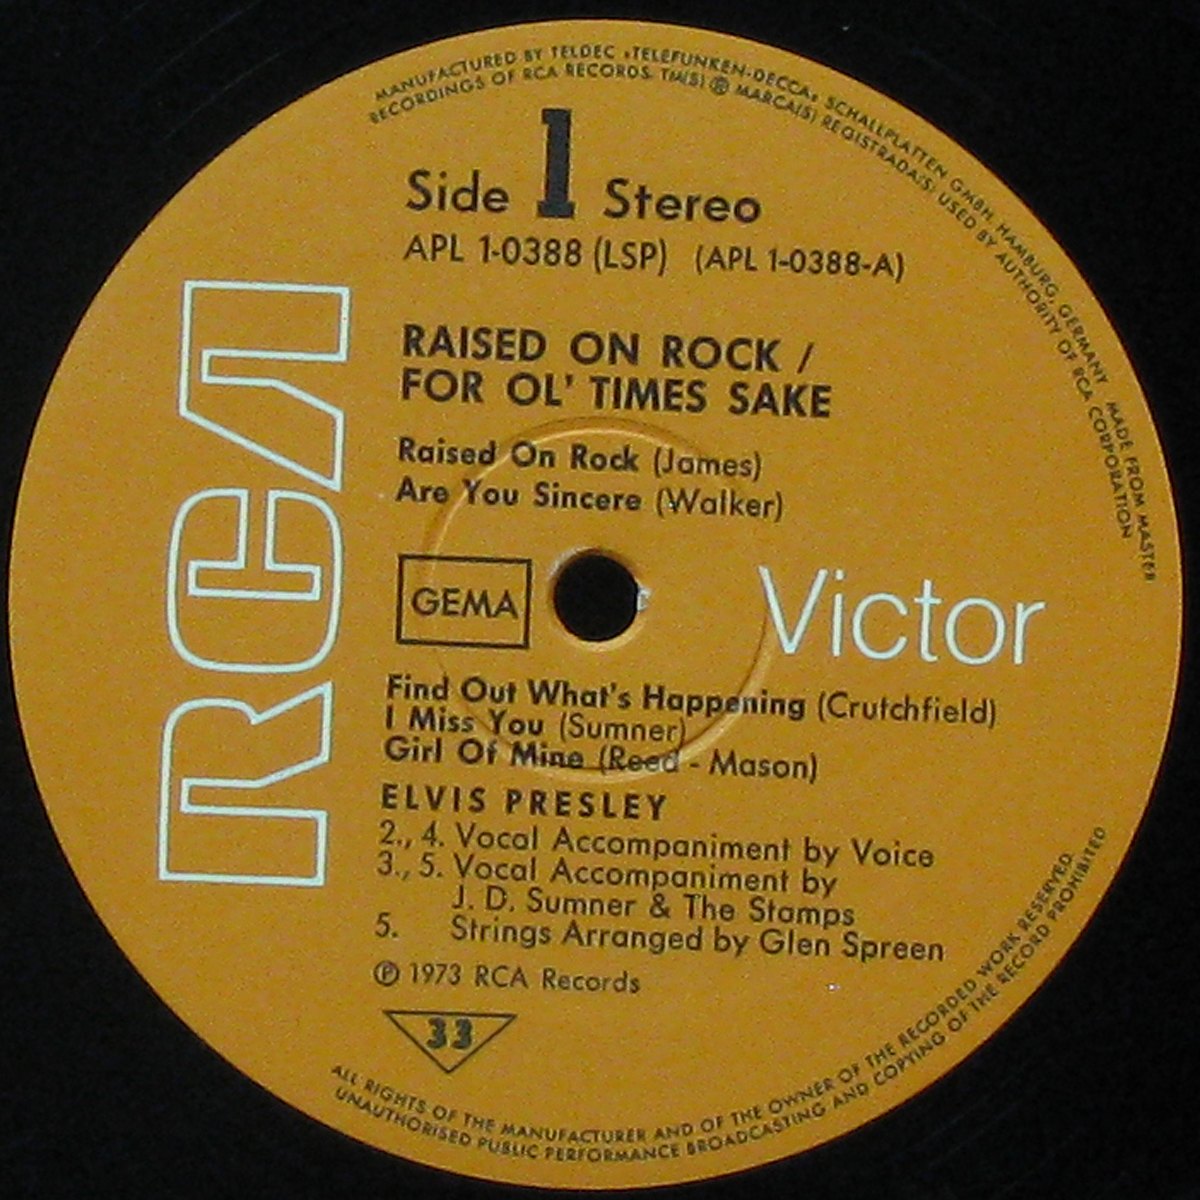 MANUFACTURED BY TELDEC »TELEFUNKEN-DECCA« SCHALLPLATTEN GMBH, HAMBURG, GERMANY MADE FROM MASTER
RECORDINGS OF RCA RECORDS. TM(S) ® MARCA(S) REGISTRADA(S) USED BY AUTHORITY OF RCA CORPORATION
Side 1 Stereo
APL 1-0388 (LSP) (APL 1-0388-A)
RAISED ON ROCK /
FOR OL' TIMES SAKE
Raised On Rock (James)
Are You Sincere (Walker)
GEMA
RCA
Victor
Find Out What's Happening (Crutchfield)
I Miss You (Sumner)
Girl Of Mine (Reed - Mason)
ELVIS PRESLEY
2., 4. Vocal Accompaniment by Voice
3., 5. Vocal Accompaniment by
J. D. Sumner & The Stamps
5. Strings Arranged by Glen Spreen
℗ 1973 RCA Records
33
ALL RIGHTS OF THE MANUFACTURER AND OF THE OWNER OF THE RECORDED WORK RESERVED.
UNAUTHORISED PUBLIC PERFORMANCE BROADCASTING AND COPYING OF THE RECORD PROHIBITED